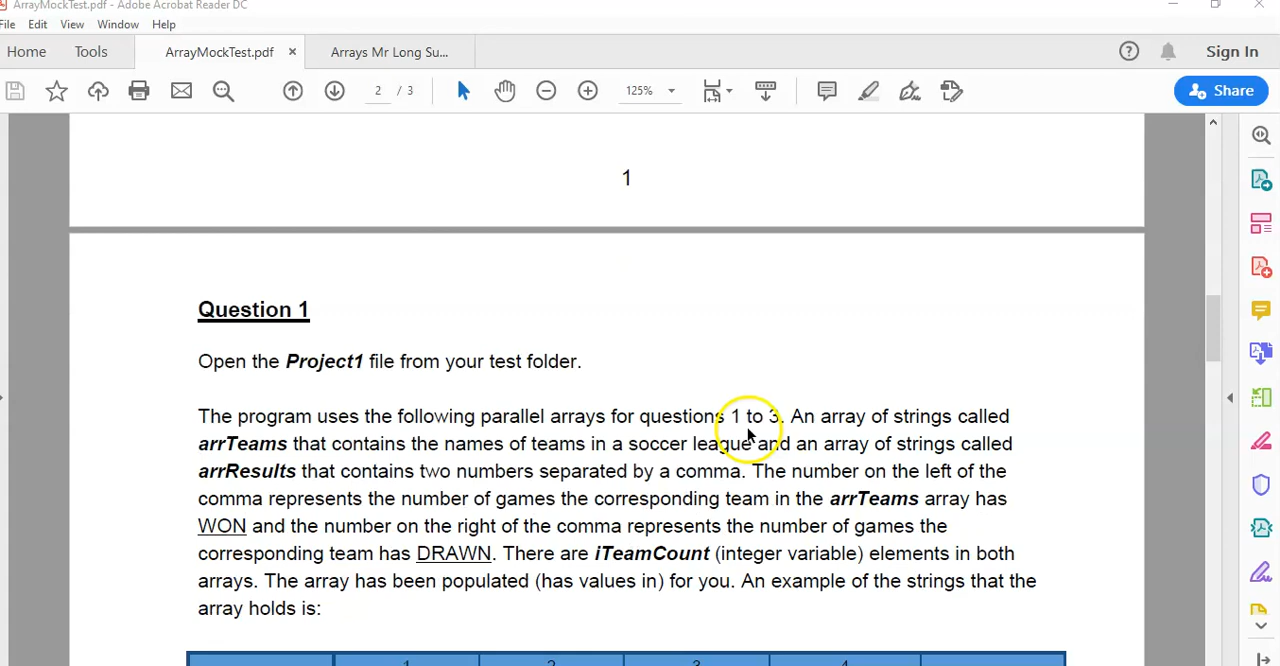 ArrayMockTest.pdf - Adobe Acrobat Reader DC
File Edit View Window Help
Home Tools ArrayMockTest.pdf × Arrays Mr Long Su... Sign In
2 / 3 125% Share
1
Question 1
Open the Project1 file from your test folder.
The program uses the following parallel arrays for questions 1 to 3. An array of strings called
arrTeams that contains the names of teams in a soccer league and an array of strings called
arrResults that contains two numbers separated by a comma. The number on the left of the
comma represents the number of games the corresponding team in the arrTeams array has
WON and the number on the right of the comma represents the number of games the
corresponding team has DRAWN. There are iTeamCount (integer variable) elements in both
arrays. The array has been populated (has values in) for you. An example of the strings that the
array holds is:
1 2 3 4